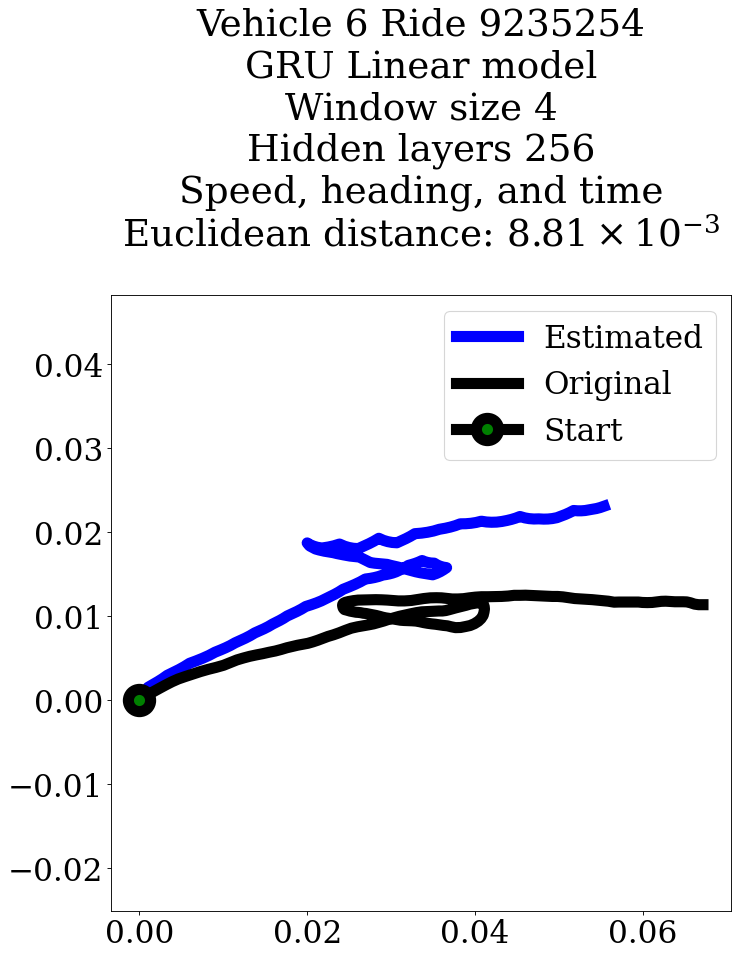 Vehicle 6 Ride 9235254
GRU Linear model
Window size 4
Hidden layers 256
Speed, heading, and time
Euclidean distance: 8.81 × 10⁻³
Estimated
Original
Start
0.04
0.03
0.02
0.01
0.00
−0.01
−0.02
0.00 0.02 0.04 0.06